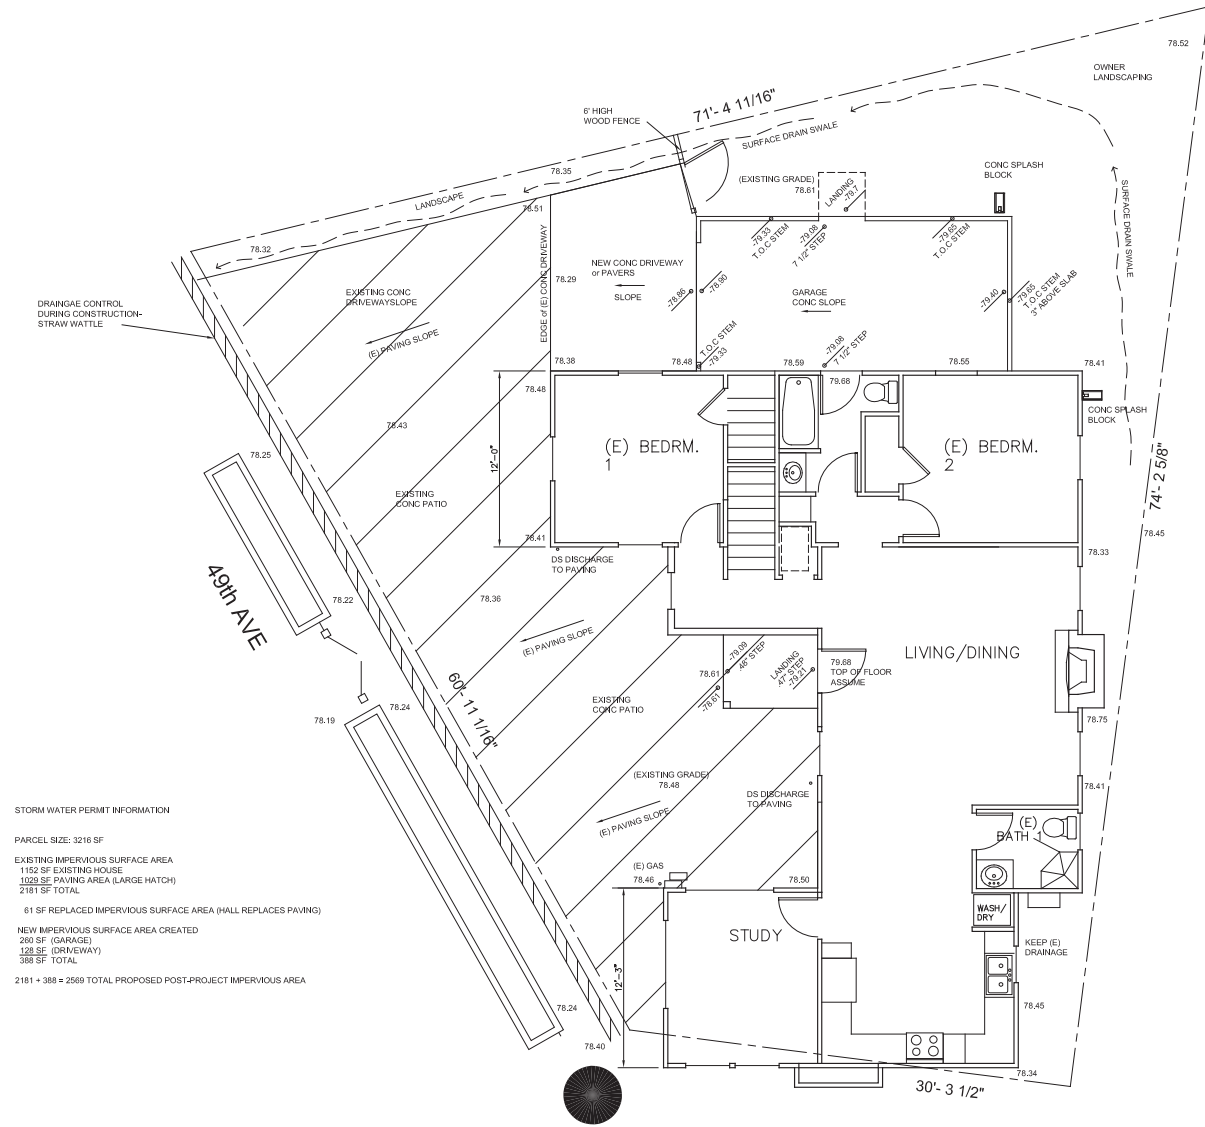 78.52
OWNER
LANDSCAPING
71'- 4 11/16"
6' HIGH
WOOD FENCE
SURFACE DRAIN SWALE
CONC SPLASH
BLOCK
78.35
(EXISTING GRADE)
78.61
LANDING
-79.7
LANDSCAPE
78.51
SURFACE DRAIN SWALE
78.32
-79.33
T.O.C STEM
-79.08
7 1/2" STEP
-79.65
T.O.C STEM
EDGE of (E) CONC DRIVEWAY
NEW CONC DRIVEWAY
or PAVERS
SLOPE
78.29
-78.86
-78.90
GARAGE
CONC SLOPE
-79.40
-79.65
T.O.C STEM
3" ABOVE SLAB
EXISTING CONC
DRIVEWAYSLOPE
DRAINGAE CONTROL
DURING CONSTRUCTION-
STRAW WATTLE
(E) PAVING SLOPE
T.O.C STEM
-79.33
-79.08
7 1/2" STEP
78.38
78.48
78.59
78.55
78.41
79.68
78.48
CONC SPLASH
BLOCK
78.43
(E) BEDRM.
1
(E) BEDRM.
2
12'-0"
78.25
74'- 2 5/8"
EXISTING
CONC PATIO
78.41
78.45
78.33
DS DISCHARGE
TO PAVING
49th AVE
78.22
78.36
(E) PAVING SLOPE
-79.09
.48" STEP
LANDING
.47" STEP
-79.21
78.61
-78.61
79.68
TOP OF FLOOR
ASSUME
LIVING/DINING
60'- 11 1/16"
EXISTING
CONC PATIO
78.24
78.19
78.75
(EXISTING GRADE)
78.48
DS DISCHARGE
TO PAVING
78.41
(E) PAVING SLOPE
(E)
BATH 1
(E) GAS
78.46
78.50
STORM WATER PERMIT INFORMATION
PARCEL SIZE: 3216 SF
EXISTING IMPERVIOUS SURFACE AREA
1152 SF EXISTING HOUSE
1029 SF PAVING AREA (LARGE HATCH)
2181 SF TOTAL
61 SF REPLACED IMPERVIOUS SURFACE AREA (HALL REPLACES PAVING)
NEW IMPERVIOUS SURFACE AREA CREATED
260 SF (GARAGE)
128 SF (DRIVEWAY)
388 SF TOTAL
2181 + 388 = 2569 TOTAL PROPOSED POST-PROJECT IMPERVIOUS AREA
WASH/
DRY
STUDY
KEEP (E)
DRAINAGE
12'-3"
78.24
78.45
78.40
78.34
30'- 3 1/2"